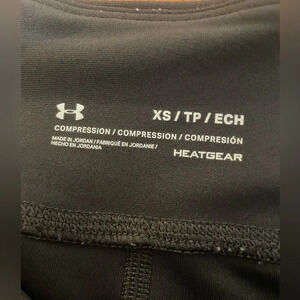 XS / TP / ECH
COMPRESSION / COMPRESSION / COMPRESIÓN
MADE IN JORDAN / FABRIQUÉ EN JORDANIE /
HECHO EN JORDANIA
HEATGEAR